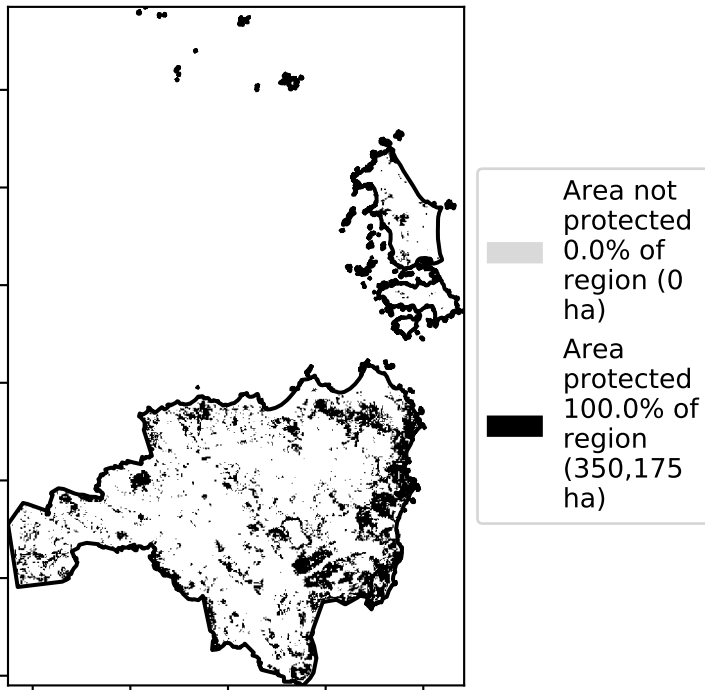 Area not
protected
0.0% of
region (0
ha)
Area
protected
100.0% of
region
(350,175
ha)